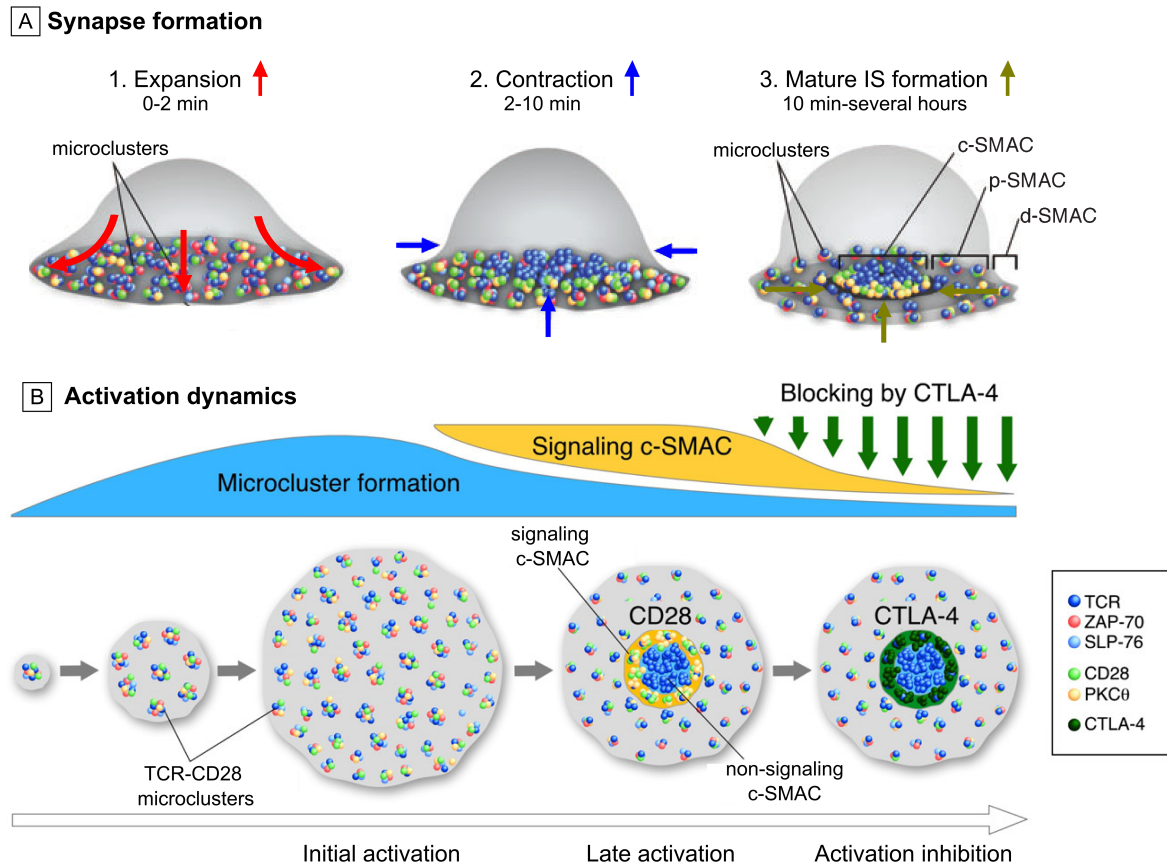 A Synapse formation
1. Expansion
0-2 min
2. Contraction
2-10 min
3. Mature IS formation
10 min-several hours
microclusters
microclusters
c-SMAC
p-SMAC
d-SMAC
B Activation dynamics
Blocking by CTLA-4
Signaling c-SMAC
Microcluster formation
signaling
c-SMAC
CD28
CTLA-4
TCR-CD28
microclusters
non-signaling
c-SMAC
TCR
ZAP-70
SLP-76
CD28
PKCθ
CTLA-4
Initial activation
Late activation
Activation inhibition